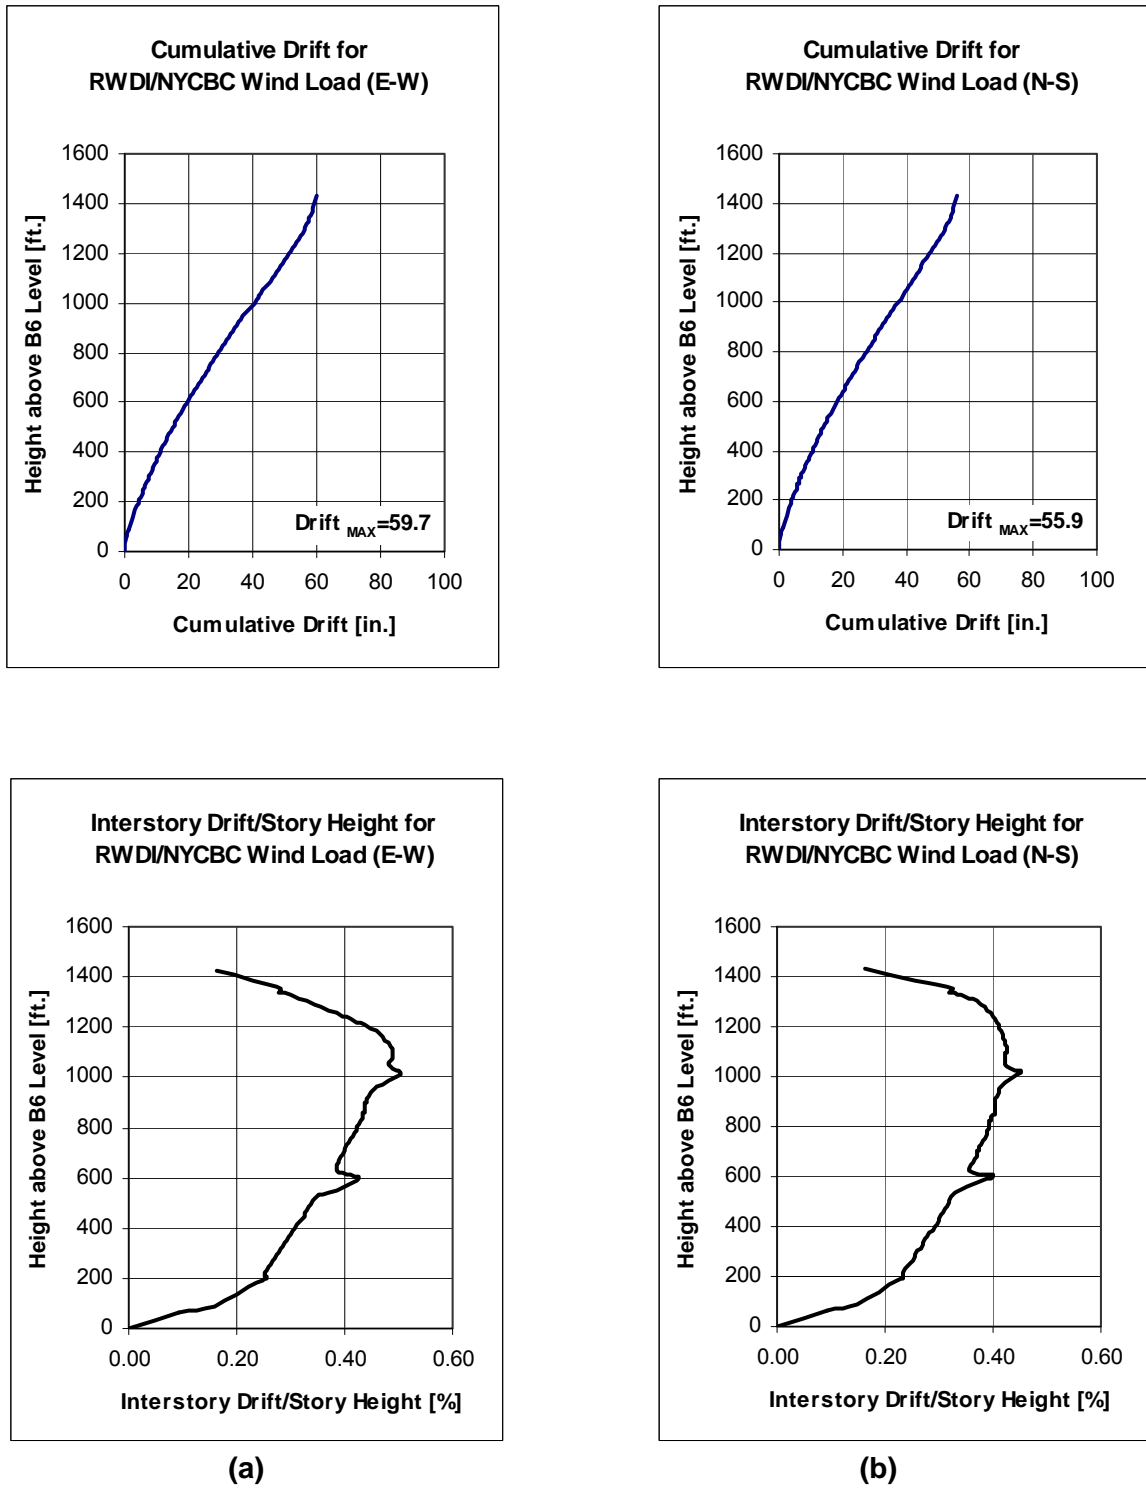 Cumulative Drift for
RWDI/NYCBC Wind Load (E-W)
1600
1400
1200
1000
800
600
400
200
0
Height above B6 Level [ft.]
Drift MAX=59.7
0 20 40 60 80 100
Cumulative Drift [in.]
Cumulative Drift for
RWDI/NYCBC Wind Load (N-S)
1600
1400
1200
1000
800
600
400
200
0
Height above B6 Level [ft.]
Drift MAX=55.9
0 20 40 60 80 100
Cumulative Drift [in.]
Interstory Drift/Story Height for
RWDI/NYCBC Wind Load (E-W)
1600
1400
1200
1000
800
600
400
200
0
Height above B6 Level [ft.]
0.00 0.20 0.40 0.60
Interstory Drift/Story Height [%]
(a)
Interstory Drift/Story Height for
RWDI/NYCBC Wind Load (N-S)
1600
1400
1200
1000
800
600
400
200
0
Height above B6 Level [ft.]
0.00 0.20 0.40 0.60
Interstory Drift/Story Height [%]
(b)